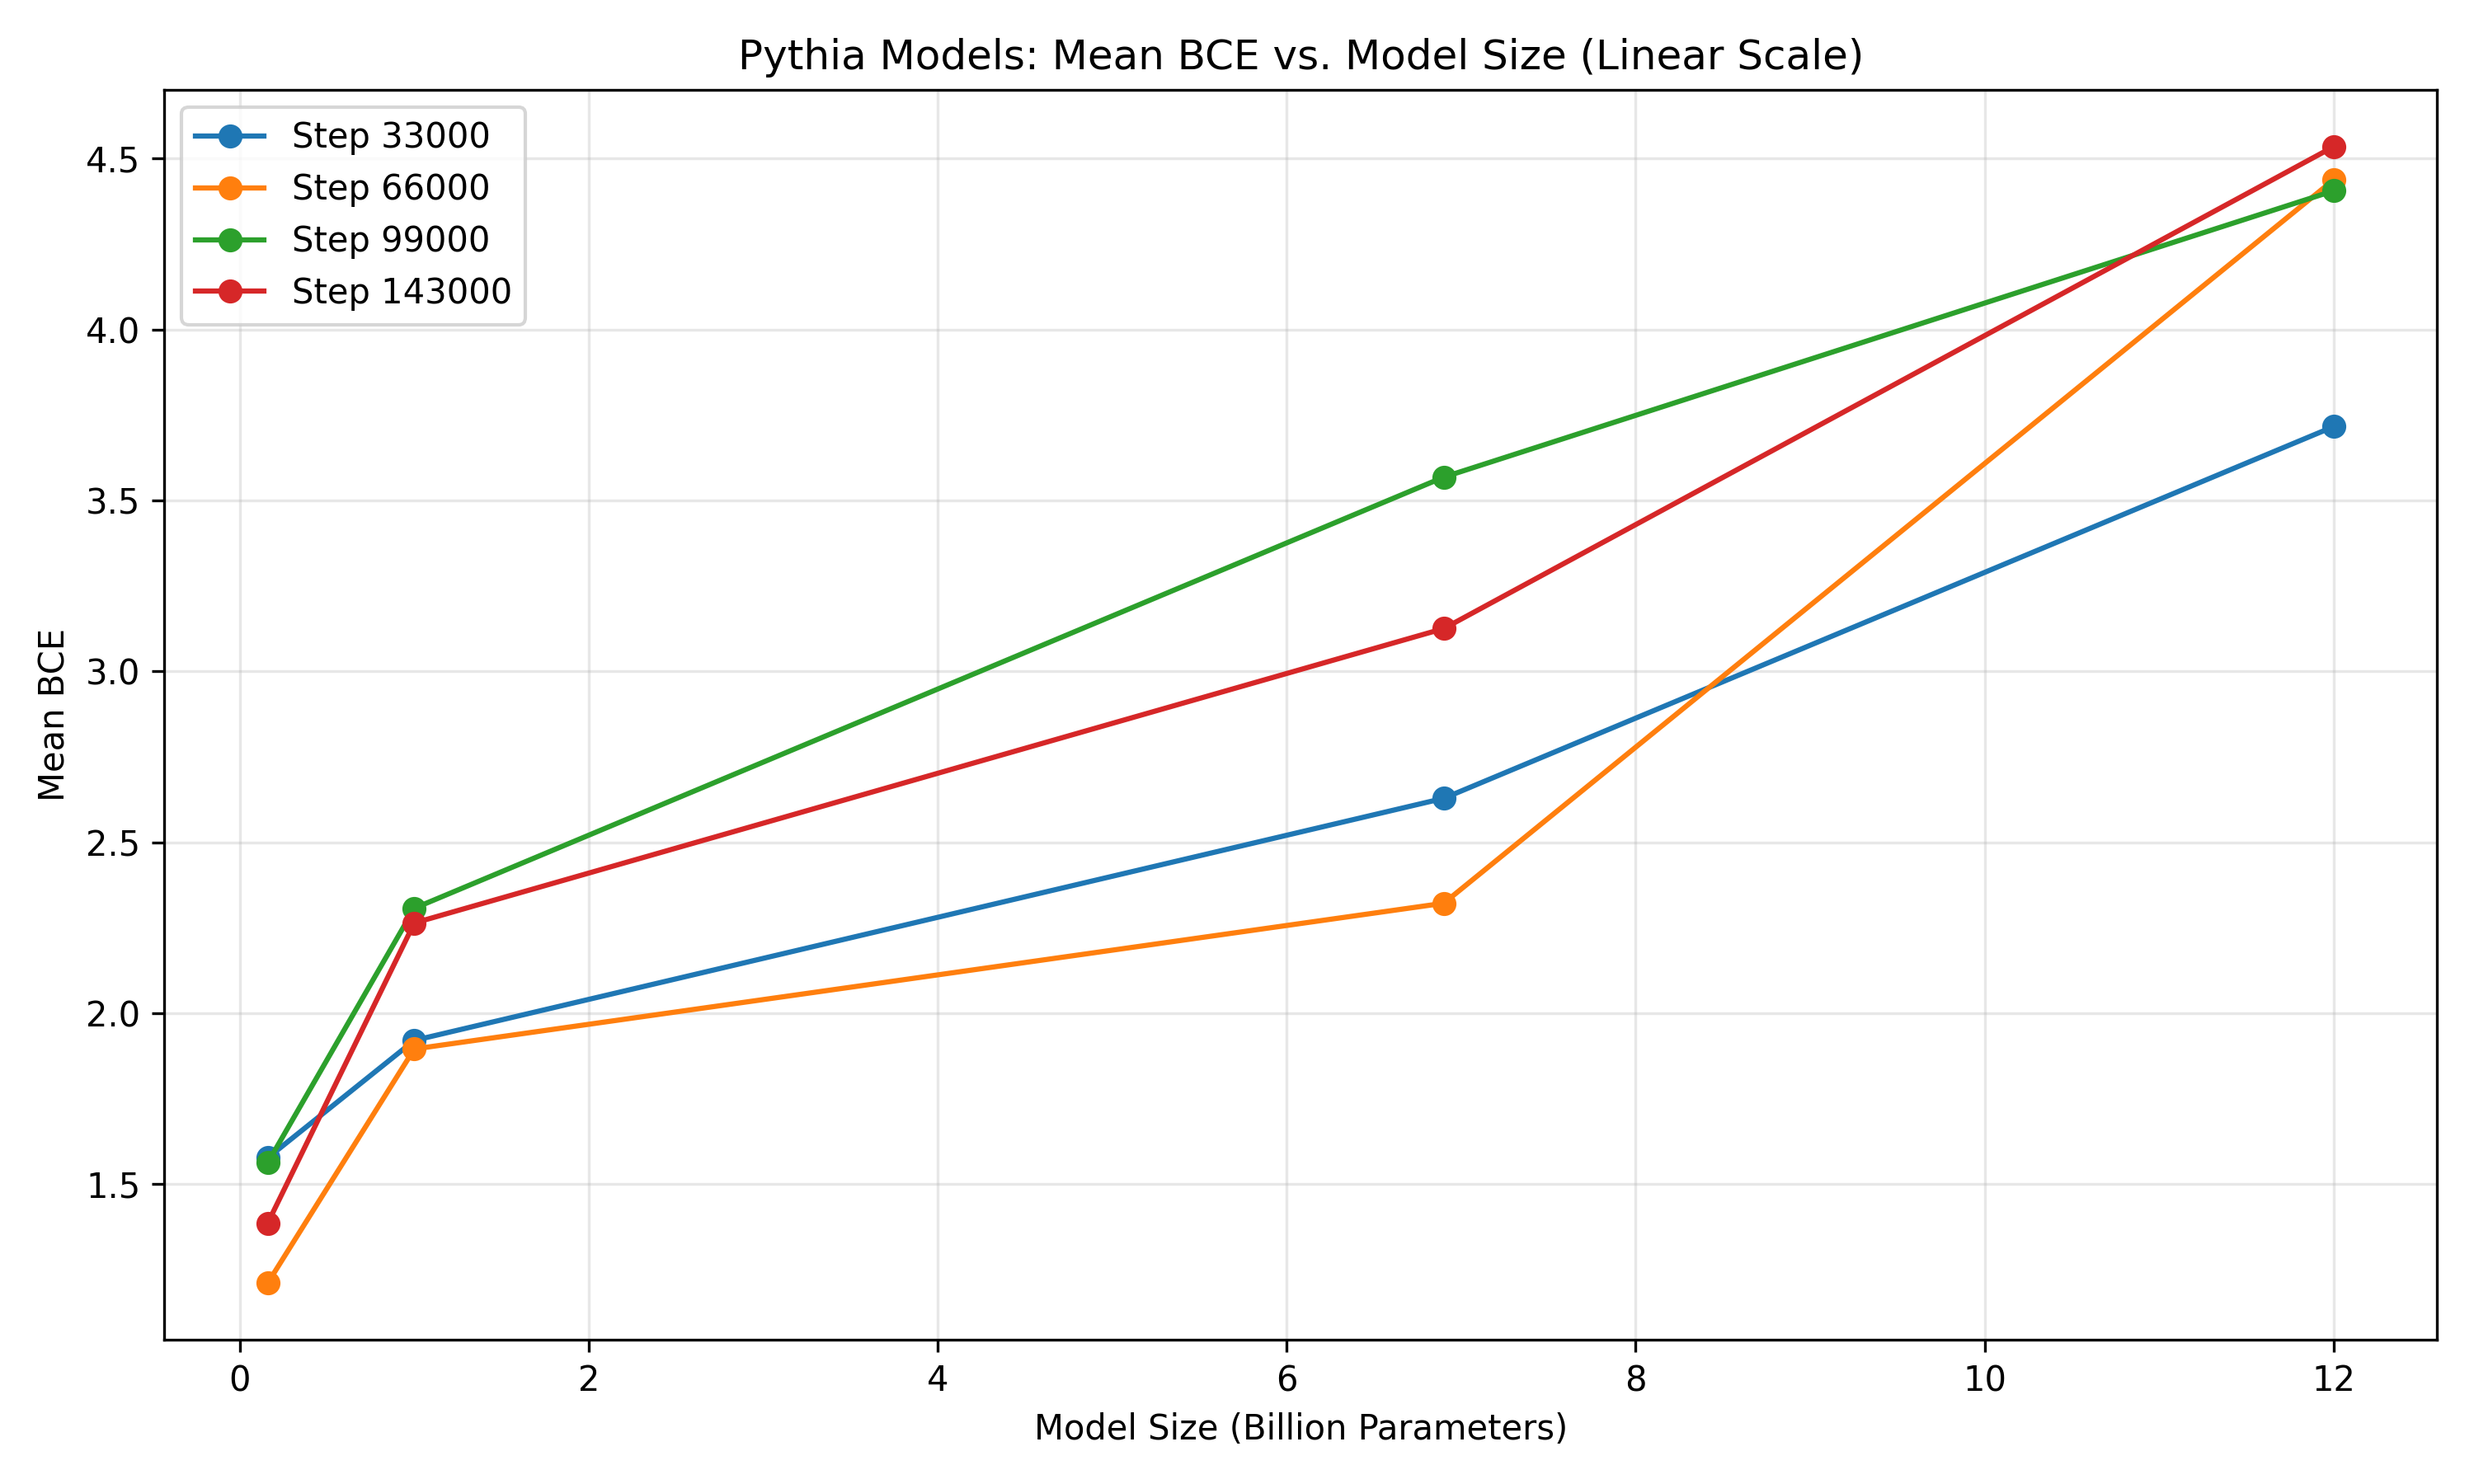 Pythia Models: Mean BCE vs. Model Size (Linear Scale)
Step 33000
Step 66000
Step 99000
Step 143000
4.5
4.0
3.5
3.0
2.5
2.0
1.5
Mean BCE
0 2 4 6 8 10 12
Model Size (Billion Parameters)